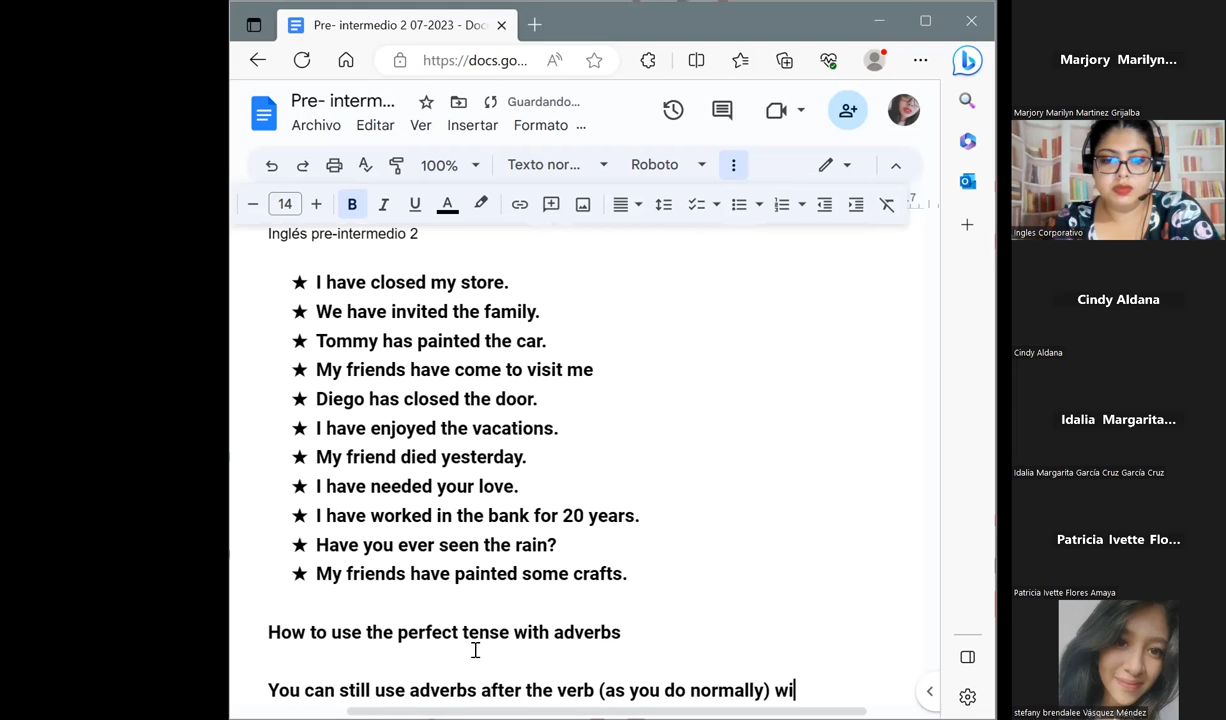 Pre- intermedio 2 07-2023 - Doc
https://docs.go...
Pre- interm...
Guardando...
Archivo Editar Ver Insertar Formato ...
100% Texto nor... Roboto
14 B I U A
7
Inglés pre-intermedio 2
★ I have closed my store.
★ We have invited the family.
★ Tommy has painted the car.
★ My friends have come to visit me
★ Diego has closed the door.
★ I have enjoyed the vacations.
★ My friend died yesterday.
★ I have needed your love.
★ I have worked in the bank for 20 years.
★ Have you ever seen the rain?
★ My friends have painted some crafts.
How to use the perfect tense with adverbs
You can still use adverbs after the verb (as you do normally) wi
Marjory Marilyn...
Marjory Marilyn Martinez Grijalba
Ingles Corporativo
Cindy Aldana
Cindy Aldana
Idalia Margarita...
Idalia Margarita García Cruz García Cruz
Patricia Ivette Flo...
Patricia Ivette Flores Amaya
stefany brendalee Vásquez Méndez